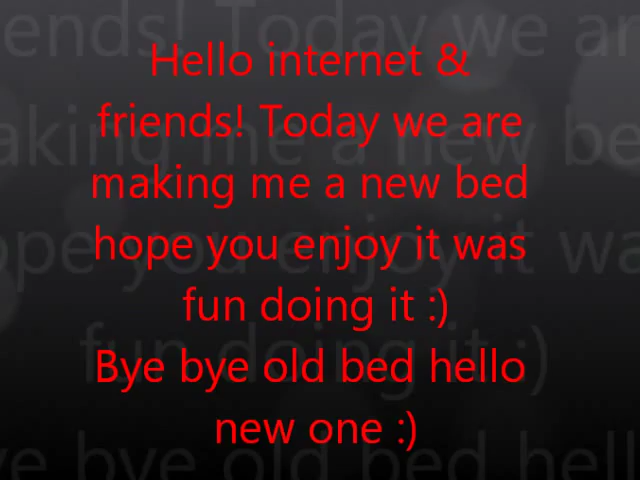 Hello internet &
friends! Today we are
making me a new bed
hope you enjoy it was
fun doing it :)
Bye bye old bed hello
new one :)